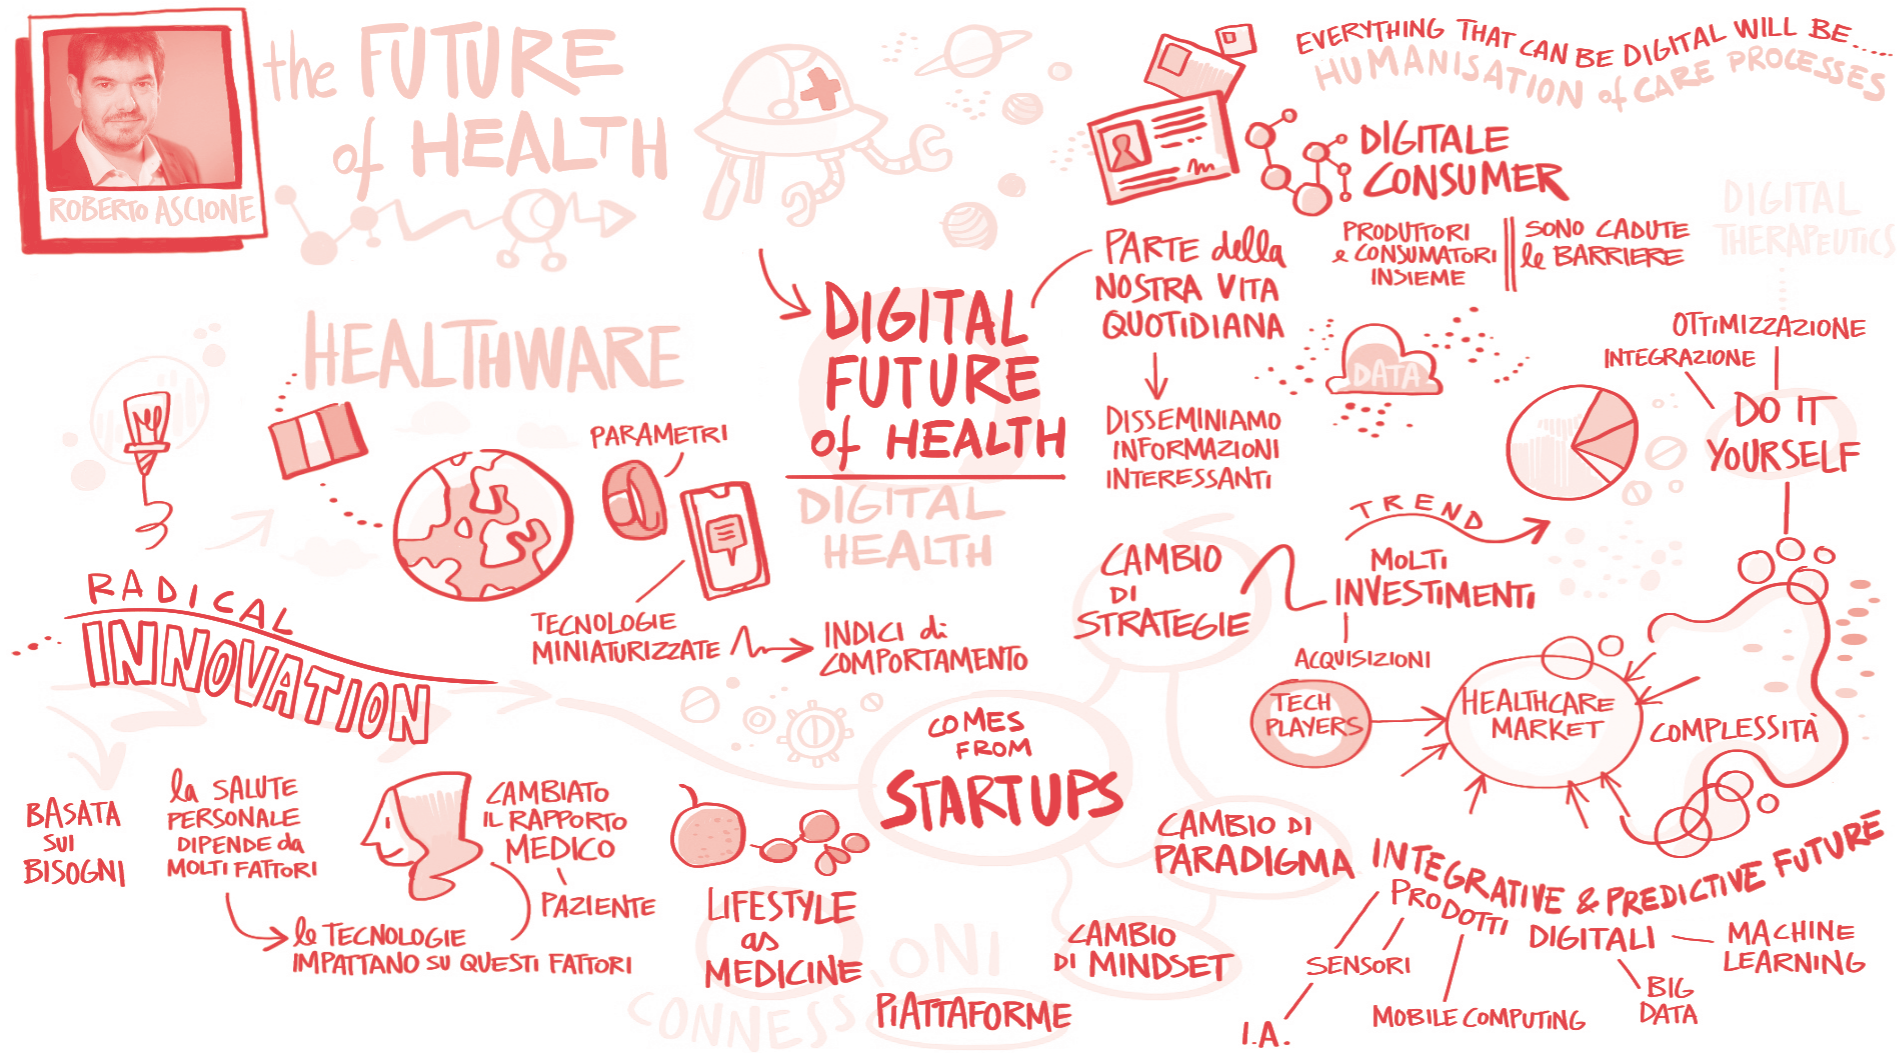 the FUTURE
of HEALTH
ROBERTO ASCIONE
EVERYTHING THAT CAN BE DIGITAL WILL BE.....
HUMANISATION of CARE PROCESSES
DIGITALE
CONSUMER
PRODUTTORI
e CONSUMATORI
INSIEME
SONO CADUTE
le BARRIERE
DIGITAL
THERAPEUTICS
PARTE della
NOSTRA VITA
QUOTIDIANA
DISSEMINIAMO
INFORMAZIONI
INTERESSANTI
DATA
DIGITAL
FUTURE
of HEALTH
DIGITAL
HEALTH
HEALTHWARE
PARAMETRI
TECNOLOGIE
MINIATURIZZATE
INDICI di
COMPORTAMENTO
OTTIMIZZAZIONE
INTEGRAZIONE
DO IT
YOURSELF
TREND
CAMBIO
DI
STRATEGIE
MOLTI
INVESTIMENTI
ACQUISIZIONI
TECH
PLAYERS
HEALTHCARE
MARKET
COMPLESSITÀ
RADICAL
INNOVATION
BASATA
SUI
BISOGNI
la SALUTE
PERSONALE
DIPENDE da
MOLTI FATTORI
le TECNOLOGIE
IMPATTANO SU QUESTI FATTORI
CAMBIATO
IL RAPPORTO
MEDICO
PAZIENTE
COMES
FROM
STARTUPS
LIFESTYLE
as
MEDICINE
CONNESSIONI
PIATTAFORME
CAMBIO DI
PARADIGMA
CAMBIO
DI MINDSET
INTEGRATIVE & PREDICTIVE FUTURE
PRODOTTI
DIGITALI
SENSORI
I.A.
MOBILE COMPUTING
BIG
DATA
MACHINE
LEARNING